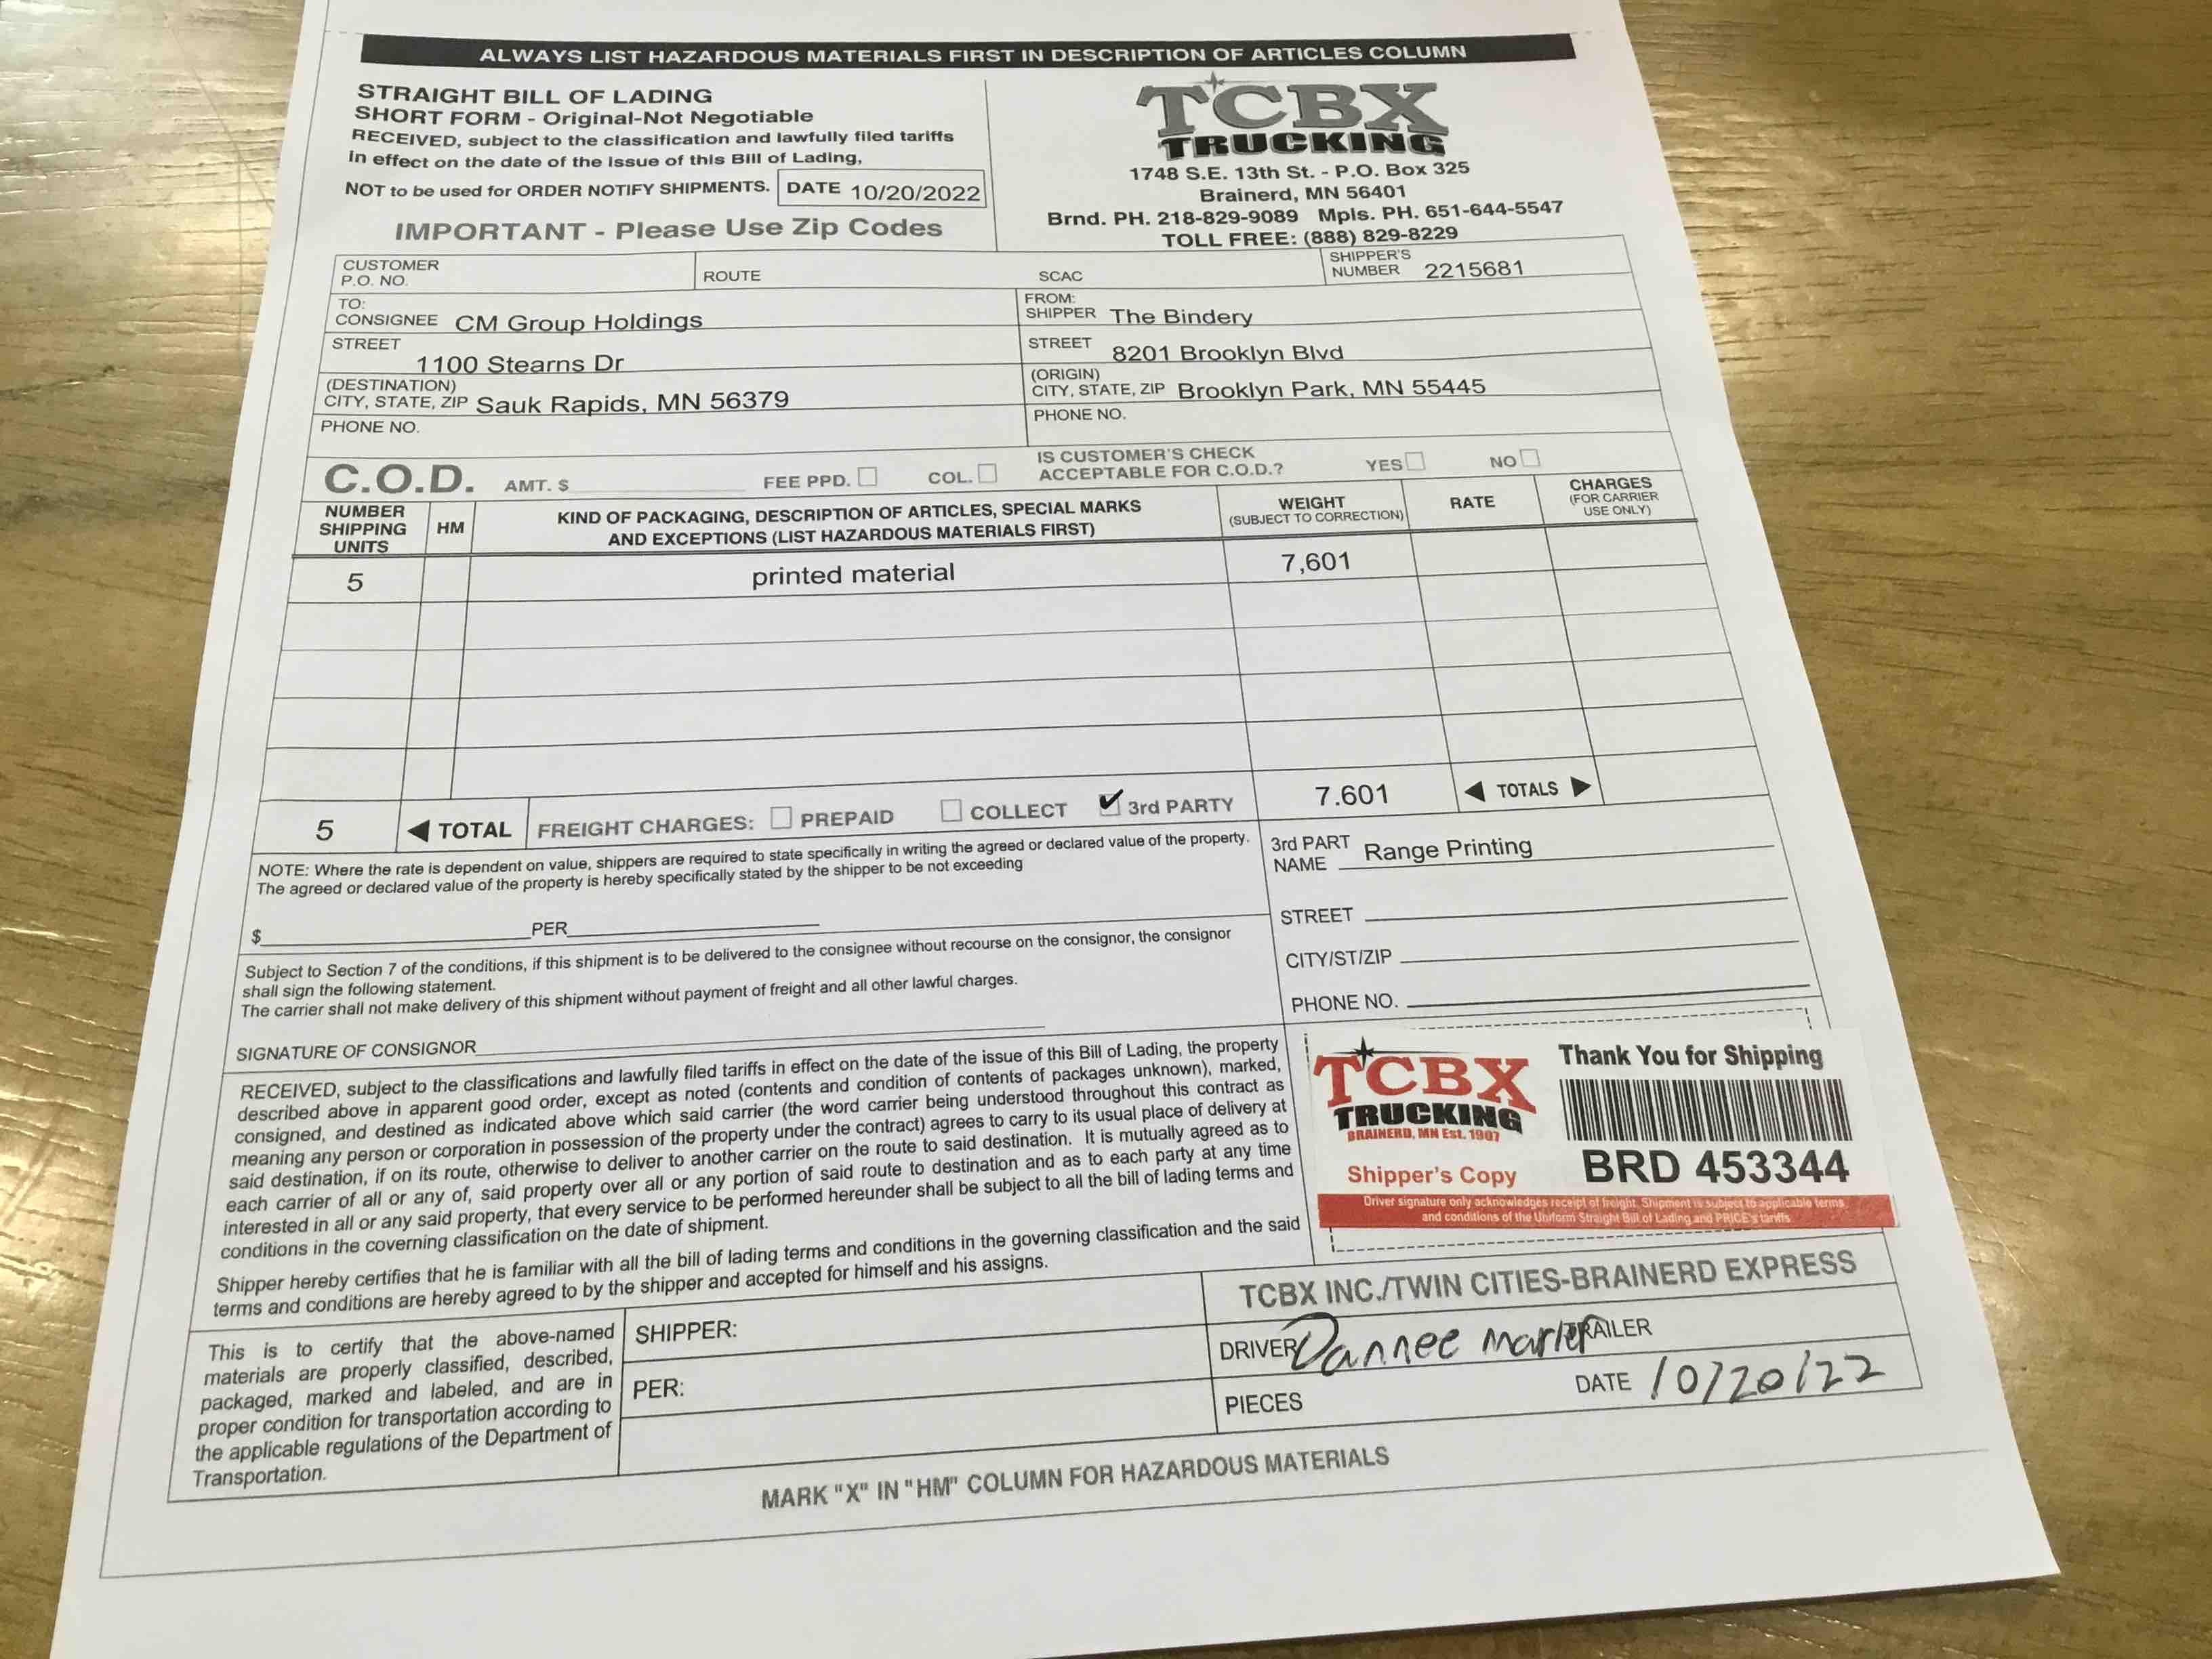 ALWAYS LIST HAZARDOUS MATERIALS FIRST IN DESCRIPTION OF ARTICLES COLUMN
STRAIGHT BILL OF LADING
SHORT FORM - Original-Not Negotiable
RECEIVED, subject to the classification and lawfully filed tariffs
in effect on the date of the issue of this Bill of Lading,
NOT to be used for ORDER NOTIFY SHIPMENTS. DATE 10/20/2022
IMPORTANT - Please Use Zip Codes
TCBX
TRUCKING
1748 S.E. 13th St. - P.O. Box 325
Brainerd, MN 56401
Brnd. PH. 218-829-9089 Mpls. PH. 651-644-5547
TOLL FREE: (888) 829-8229
CUSTOMER
P.O. NO.
ROUTE
SCAC
SHIPPER'S
NUMBER 2215681
TO:
CONSIGNEE CM Group Holdings
STREET
1100 Stearns Dr
(DESTINATION)
CITY, STATE, ZIP Sauk Rapids, MN 56379
PHONE NO.
FROM:
SHIPPER The Bindery
STREET 8201 Brooklyn Blvd
(ORIGIN)
CITY, STATE, ZIP Brooklyn Park, MN 55445
PHONE NO.
C.O.D. AMT. $ FEE PPD. COL.
IS CUSTOMER'S CHECK
ACCEPTABLE FOR C.O.D.? YES NO
NUMBER
SHIPPING
UNITS
HM
KIND OF PACKAGING, DESCRIPTION OF ARTICLES, SPECIAL MARKS
AND EXCEPTIONS (LIST HAZARDOUS MATERIALS FIRST)
WEIGHT
(SUBJECT TO CORRECTION)
RATE
CHARGES
(FOR CARRIER
USE ONLY)
5 printed material 7,601
5 ◀ TOTAL FREIGHT CHARGES: ☐ PREPAID ☐ COLLECT ✔ 3rd PARTY 7.601 ◀ TOTALS ▶
NOTE: Where the rate is dependent on value, shippers are required to state specifically in writing the agreed or declared value of the property.
The agreed or declared value of the property is hereby specifically stated by the shipper to be not exceeding
$ PER
Subject to Section 7 of the conditions, if this shipment is to be delivered to the consignee without recourse on the consignor, the consignor
shall sign the following statement.
The carrier shall not make delivery of this shipment without payment of freight and all other lawful charges.
SIGNATURE OF CONSIGNOR
3rd PART
NAME Range Printing
STREET
CITY/ST/ZIP
PHONE NO.
RECEIVED, subject to the classifications and lawfully filed tariffs in effect on the date of the issue of this Bill of Lading, the property
described above in apparent good order, except as noted (contents and condition of contents of packages unknown), marked,
consigned, and destined as indicated above which said carrier (the word carrier being understood throughout this contract as
meaning any person or corporation in possession of the property under the contract) agrees to carry to its usual place of delivery at
said destination, if on its route, otherwise to deliver to another carrier on the route to said destination. It is mutually agreed as to
each carrier of all or any of, said property over all or any portion of said route to destination and as to each party at any time
interested in all or any said property, that every service to be performed hereunder shall be subject to all the bill of lading terms and
conditions in the coverning classification on the date of shipment.
Shipper hereby certifies that he is familiar with all the bill of lading terms and conditions in the governing classification and the said
terms and conditions are hereby agreed to by the shipper and accepted for himself and his assigns.
TCBX
TRUCKING
BRAINERD, MN Est. 1907
Shipper's Copy
Thank You for Shipping
BRD 453344
Driver signature only acknowledges receipt of freight. Shipment is subject to applicable terms
and conditions of the Uniform Straight Bill of Lading and PRICE's tariffs
This is to certify that the above-named
materials are properly classified, described,
packaged, marked and labeled, and are in
proper condition for transportation according to
the applicable regulations of the Department of
Transportation.
SHIPPER:
PER:
TCBX INC./TWIN CITIES-BRAINERD EXPRESS
DRIVER Dannee Marler TRAILER
PIECES DATE 10/20/22
MARK "X" IN "HM" COLUMN FOR HAZARDOUS MATERIALS